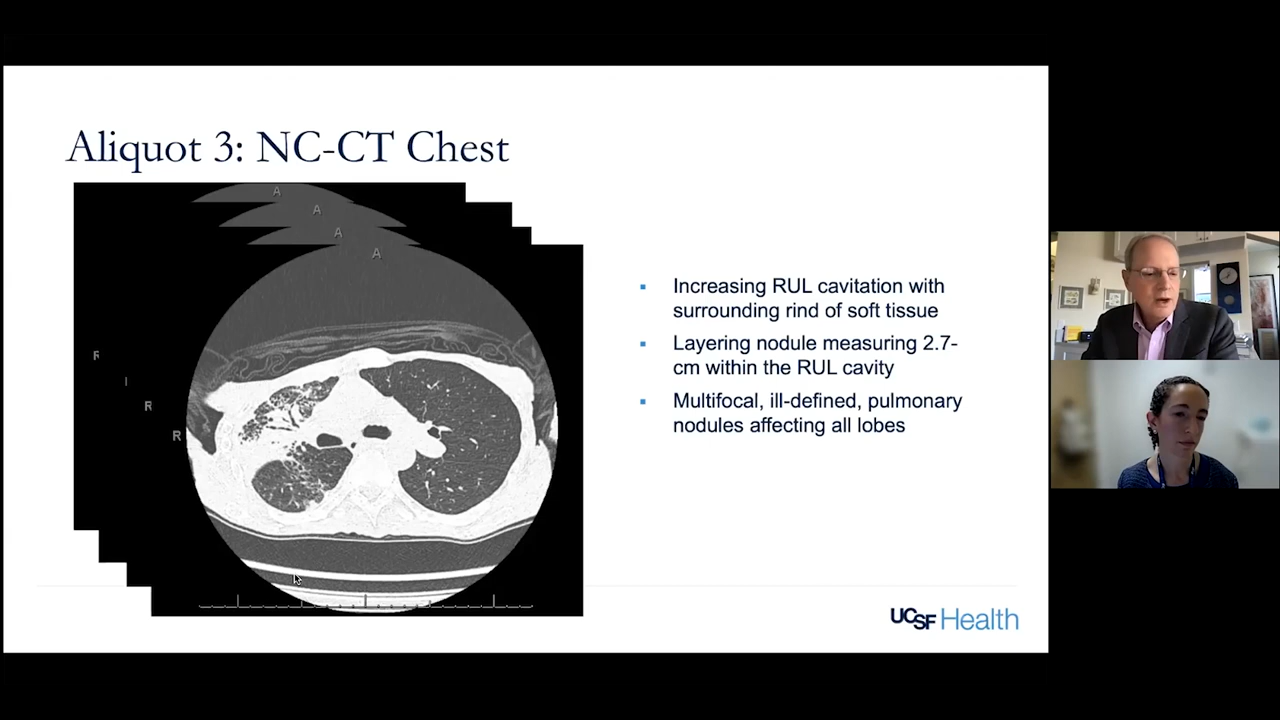 Aliquot 3: NC-CT Chest
A
A
A
A
R
R
R
Increasing RUL cavitation with
surrounding rind of soft tissue
Layering nodule measuring 2.7-
cm within the RUL cavity
Multifocal, ill-defined, pulmonary
nodules affecting all lobes
UCSF Health